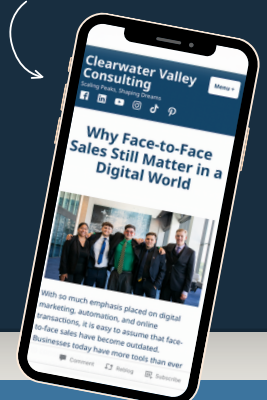 Clearwater Valley
Consulting
Scaling Peaks, Shaping Dreams
Menu
Why Face-to-Face
Sales Still Matter in a
Digital World
With so much emphasis placed on digital
marketing, automation, and online
transactions, it is easy to assume that face-
to-face sales have become outdated.
Businesses today have more tools than ever
Comment
Reblog
Subscribe